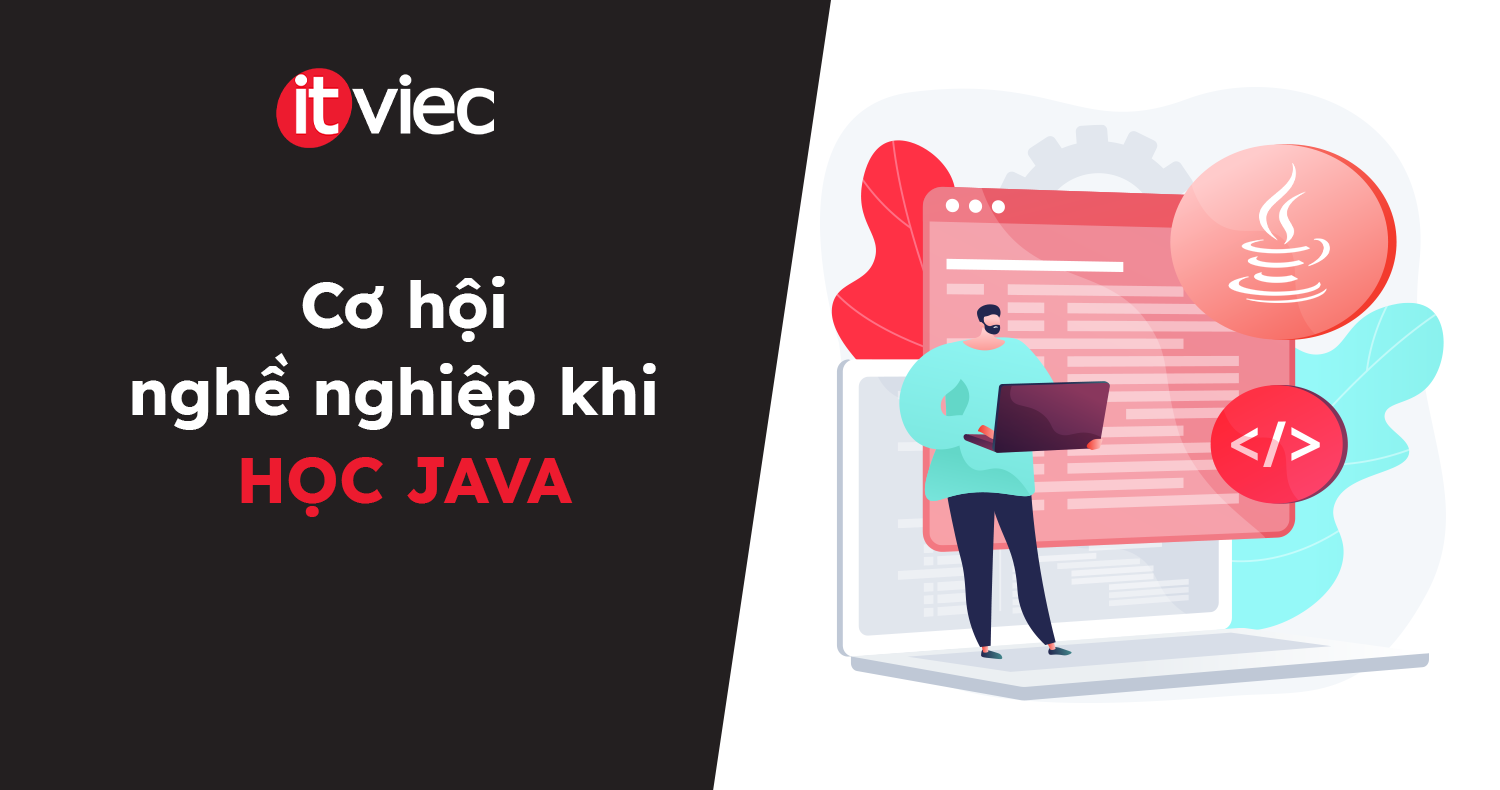 itviec
Cơ hội
nghề nghiệp khi
HỌC JAVA
</>